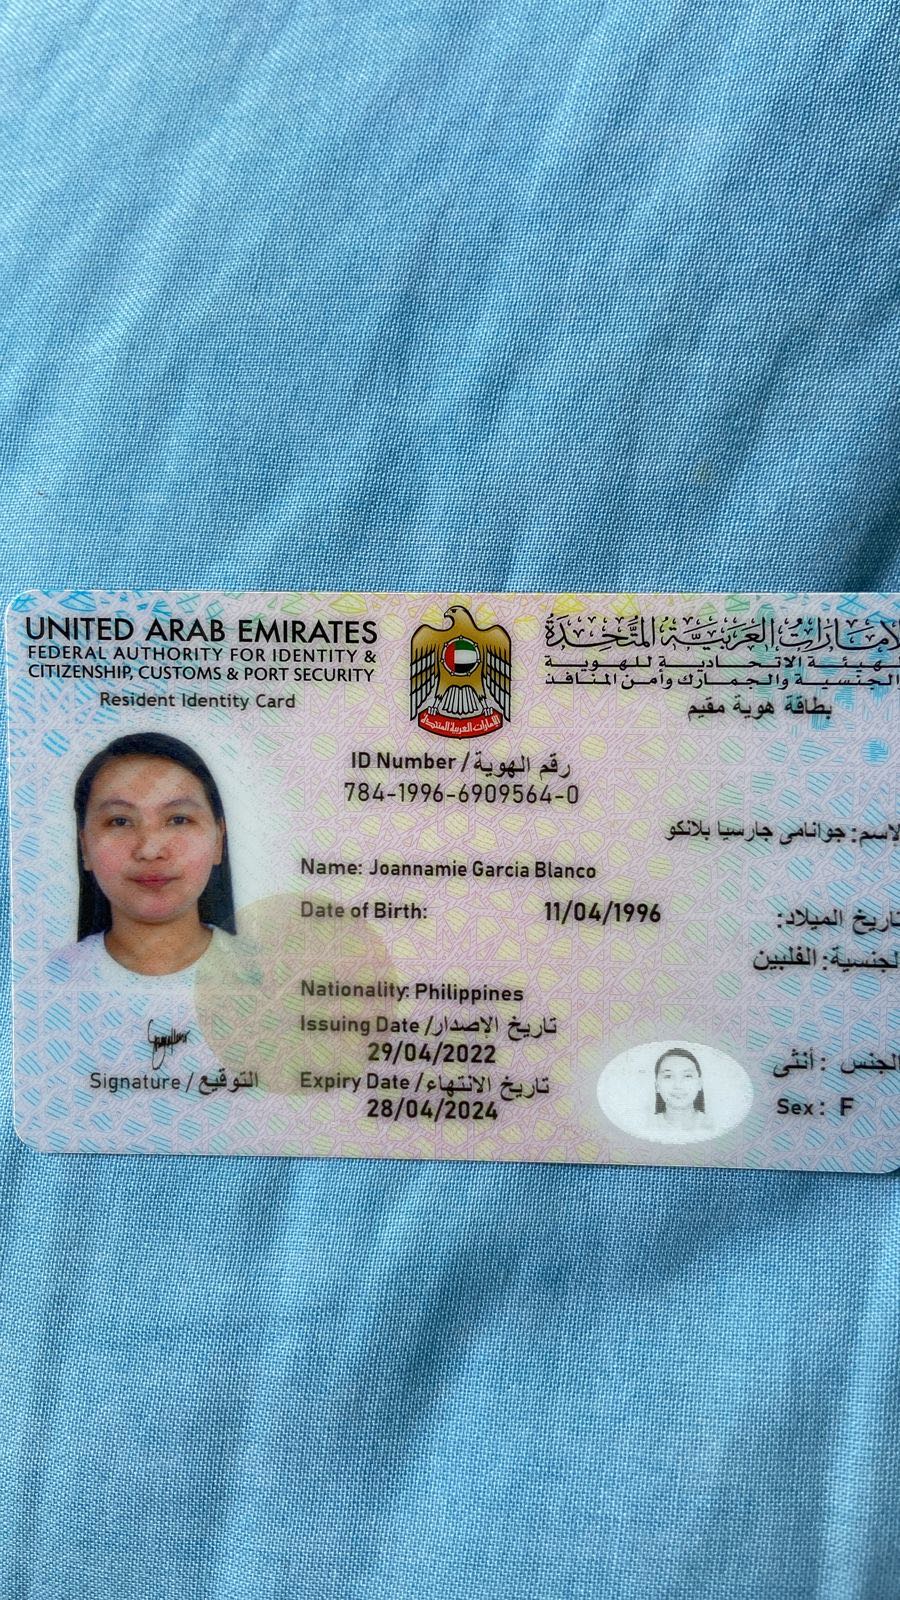 UNITED ARAB EMIRATES
FEDERAL AUTHORITY FOR IDENTITY &
CITIZENSHIP, CUSTOMS & PORT SECURITY
Resident Identity Card
الإمارات العربية المتحدة
الهيئة الاتحادية للهوية
والجنسية والجمارك وأمن المنافذ
بطاقة هوية مقيم
الإمارات العربية المتحدة
ID Number / رقم الهوية
784-1996-6909564-0
الإسم: جوانامى جارسيا بلانكو
Name: Joannamie Garcia Blanco
Date of Birth: 11/04/1996 تاريخ الميلاد:
الجنسية: الفلبين
Nationality: Philippines
Issuing Date / تاريخ الاصدار
29/04/2022
Expiry Date / تاريخ الانتهاء
28/04/2024
الجنس : أنثى
Sex : F
Signature / التوقيع